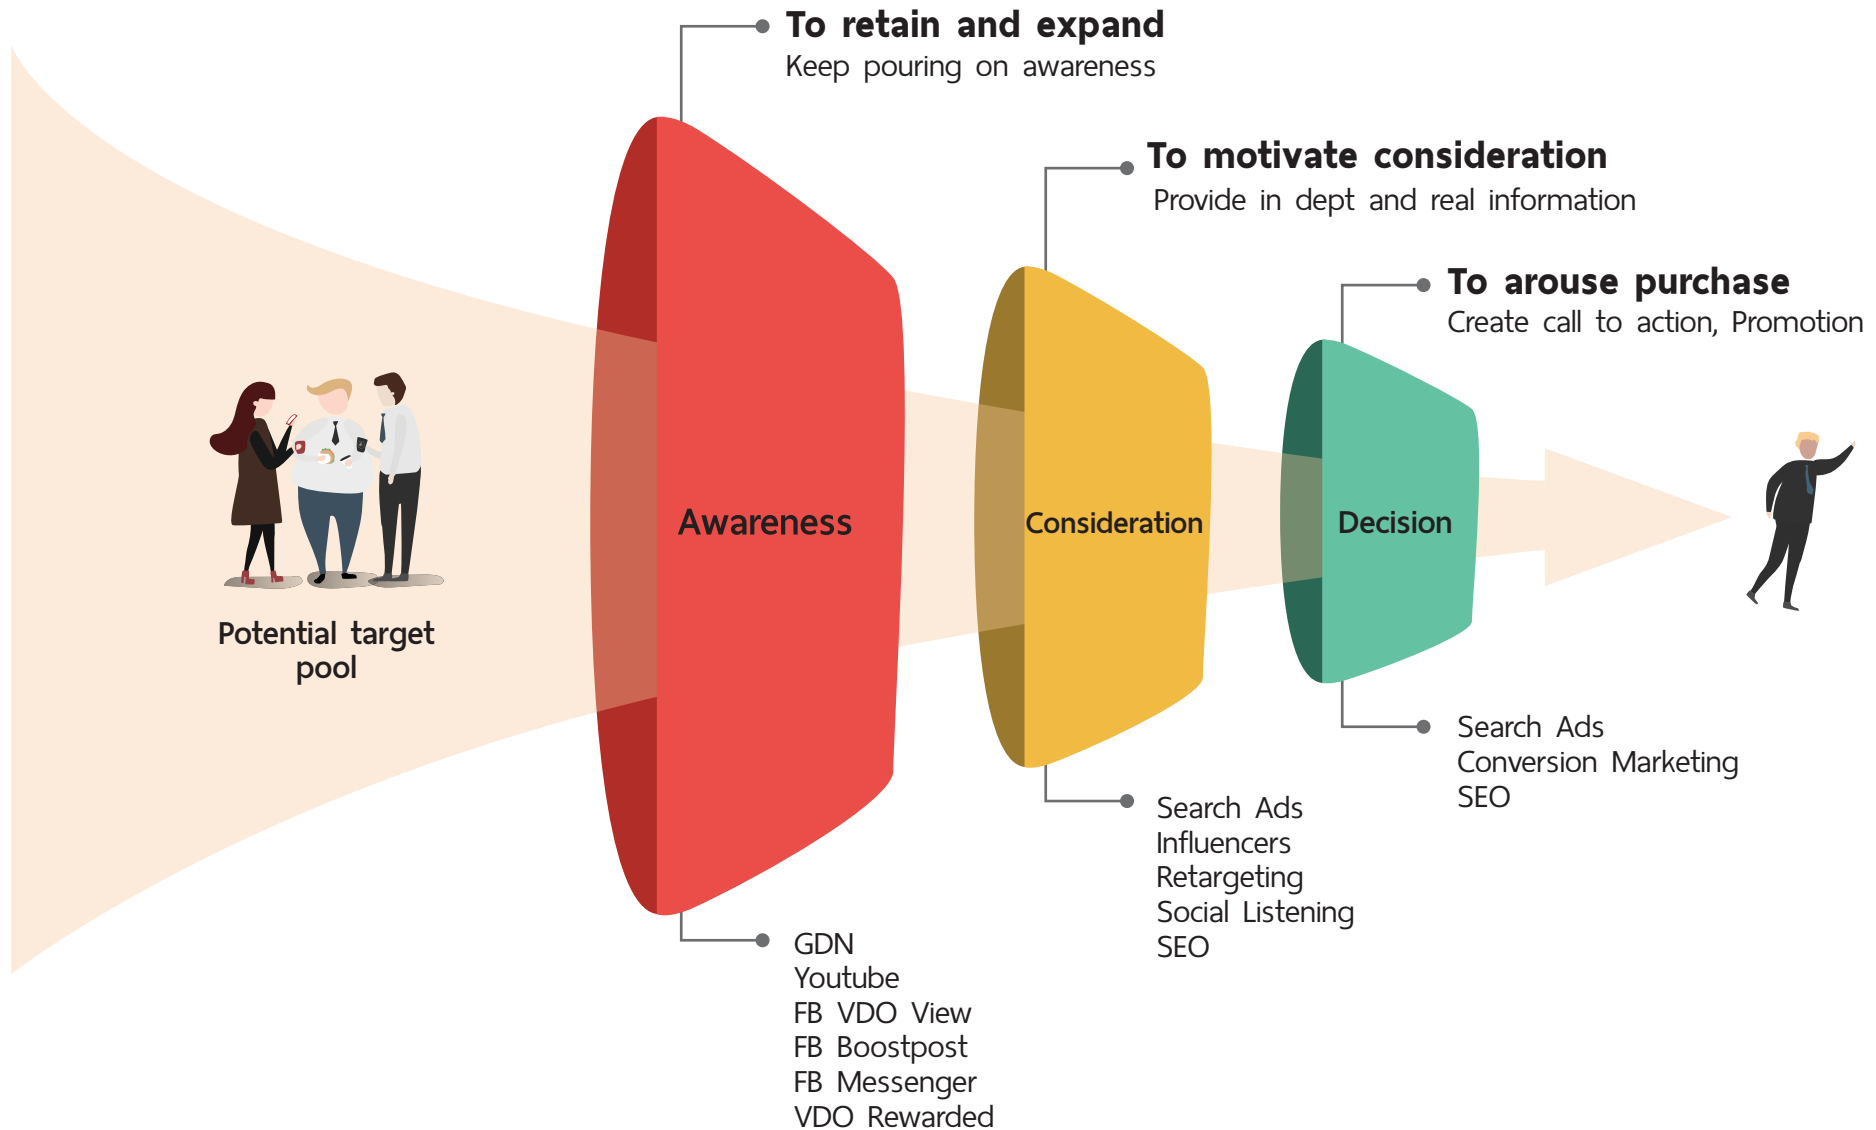 To retain and expand
Keep pouring on awareness
To motivate consideration
Provide in dept and real information
To arouse purchase
Create call to action, Promotion
Awareness
Consideration
Decision
Potential target
pool
Search Ads
Conversion Marketing
SEO
Search Ads
Influencers
Retargeting
Social Listening
SEO
GDN
Youtube
FB VDO View
FB Boostpost
FB Messenger
VDO Rewarded